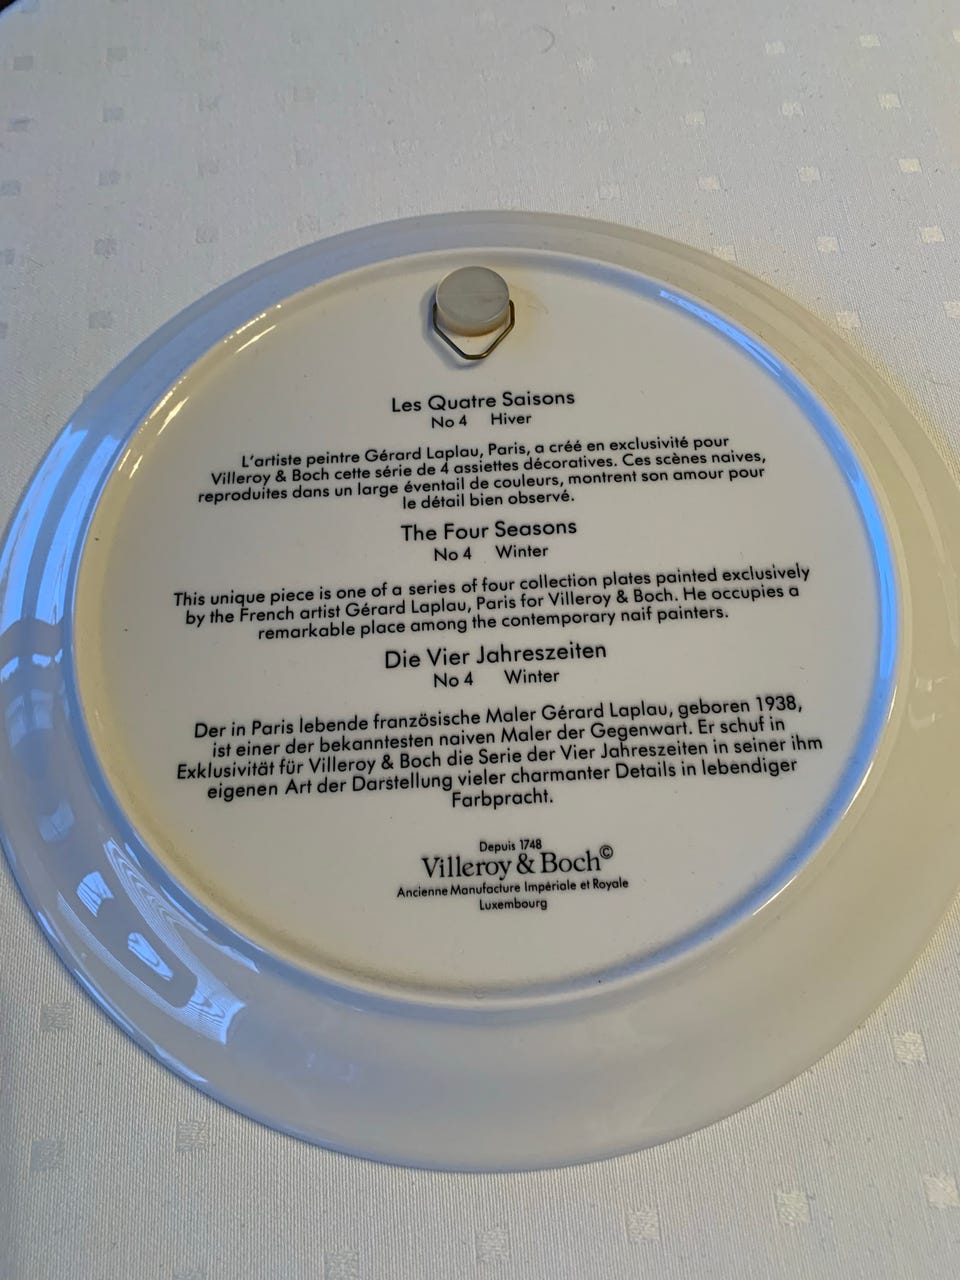 Les Quatre Saisons
No 4 Hiver
L'artiste peintre Gérard Laplau, Paris, a créé en exclusivité pour
Villeroy & Boch cette série de 4 assiettes décoratives. Ces scènes naives,
reproduites dans un large éventail de couleurs, montrent son amour pour
le détail bien observé.
The Four Seasons
No 4 Winter
This unique piece is one of a series of four collection plates painted exclusively
by the French artist Gérard Laplau, Paris for Villeroy & Boch. He occupies a
remarkable place among the contemporary naif painters.
Die Vier Jahreszeiten
No 4 Winter
Der in Paris lebende französische Maler Gérard Laplau, geboren 1938,
ist einer der bekanntesten naiven Maler der Gegenwart. Er schuf in
Exklusivität für Villeroy & Boch die Serie der Vier Jahreszeiten in seiner ihm
eigenen Art der Darstellung vieler charmanter Details in lebendiger
Farbpracht.
Depuis 1748
Villeroy & Boch©
Ancienne Manufacture Impériale et Royale
Luxembourg